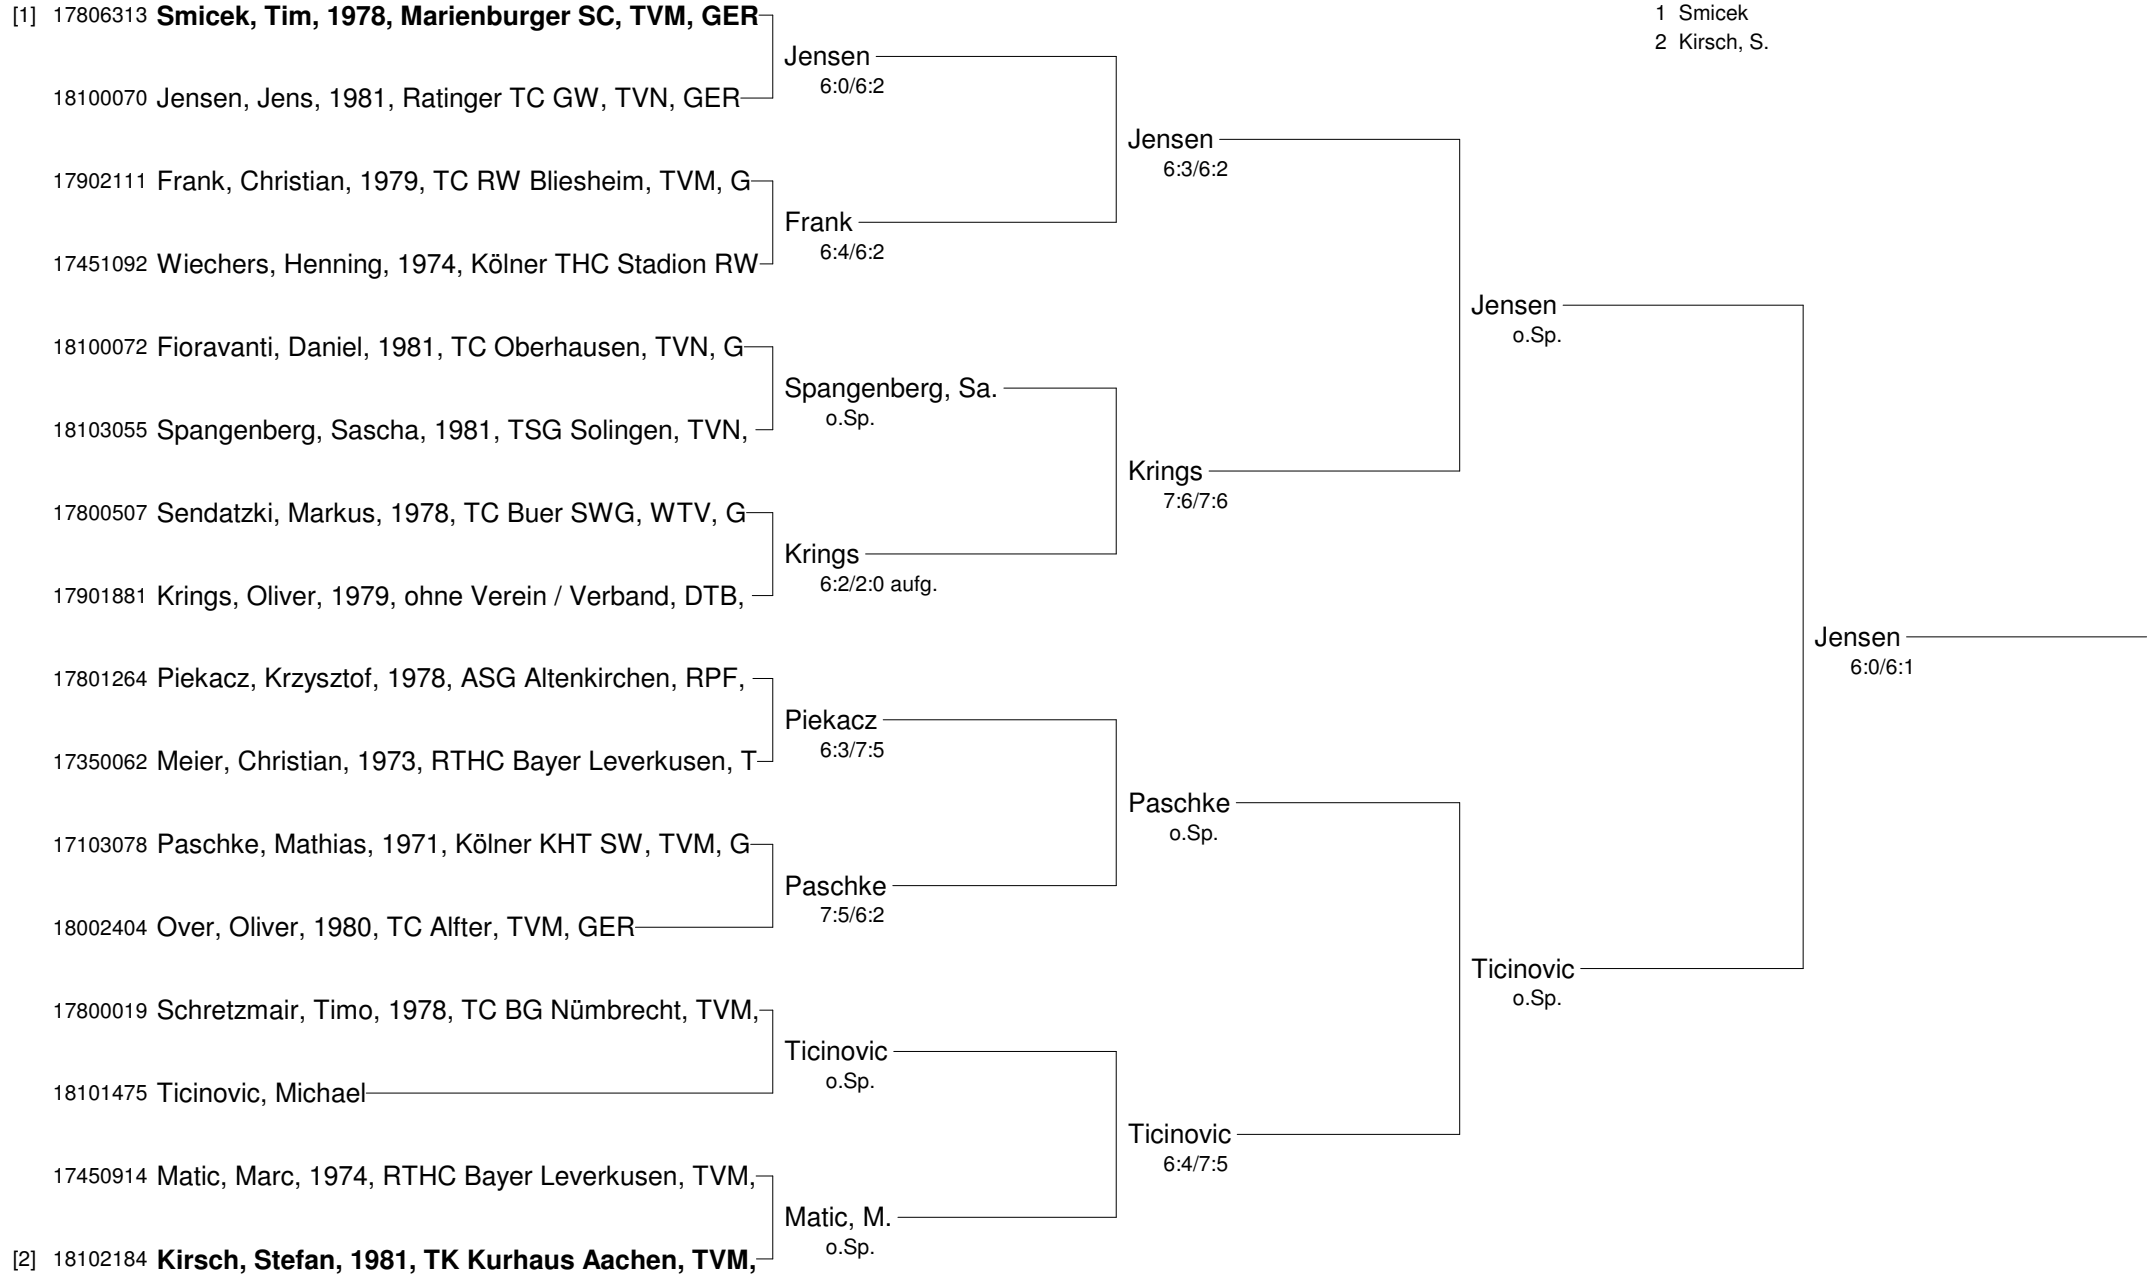 [1] 17806313 Smicek, Tim, 1978, Marienburger SC, TVM, GER
1 Smicek
2 Kirsch, S.
Jensen
6:0/6:2
18100070 Jensen, Jens, 1981, Ratinger TC GW, TVN, GER
Jensen
6:3/6:2
17902111 Frank, Christian, 1979, TC RW Bliesheim, TVM, G
Frank
6:4/6:2
17451092 Wiechers, Henning, 1974, Kölner THC Stadion RW
Jensen
o.Sp.
18100072 Fioravanti, Daniel, 1981, TC Oberhausen, TVN, G
Spangenberg, Sa.
o.Sp.
18103055 Spangenberg, Sascha, 1981, TSG Solingen, TVN,
Krings
7:6/7:6
17800507 Sendatzki, Markus, 1978, TC Buer SWG, WTV, G
Krings
6:2/2:0 aufg.
17901881 Krings, Oliver, 1979, ohne Verein / Verband, DTB,
Jensen
6:0/6:1
17801264 Piekacz, Krzysztof, 1978, ASG Altenkirchen, RPF,
Piekacz
6:3/7:5
17350062 Meier, Christian, 1973, RTHC Bayer Leverkusen, T
Paschke
o.Sp.
17103078 Paschke, Mathias, 1971, Kölner KHT SW, TVM, G
Paschke
7:5/6:2
18002404 Over, Oliver, 1980, TC Alfter, TVM, GER
Ticinovic
o.Sp.
17800019 Schretzmair, Timo, 1978, TC BG Nümbrecht, TVM,
Ticinovic
o.Sp.
18101475 Ticinovic, Michael
Ticinovic
6:4/7:5
17450914 Matic, Marc, 1974, RTHC Bayer Leverkusen, TVM,
Matic, M.
o.Sp.
[2] 18102184 Kirsch, Stefan, 1981, TK Kurhaus Aachen, TVM,